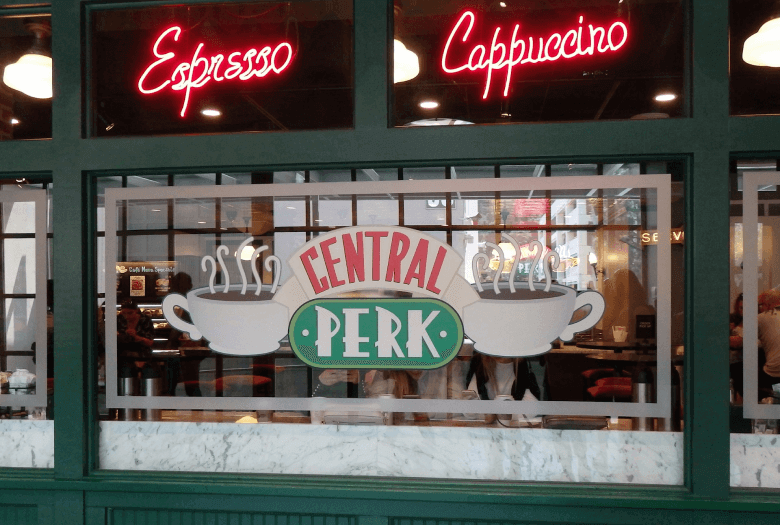 Espresso
Cappuccino
CENTRAL
·PERK·